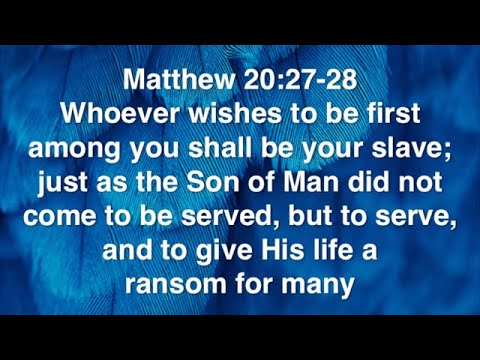 Matthew 20:27-28
Whoever wishes to be first
among you shall be your slave;
just as the Son of Man did not
come to be served, but to serve,
and to give His life a
ransom for many